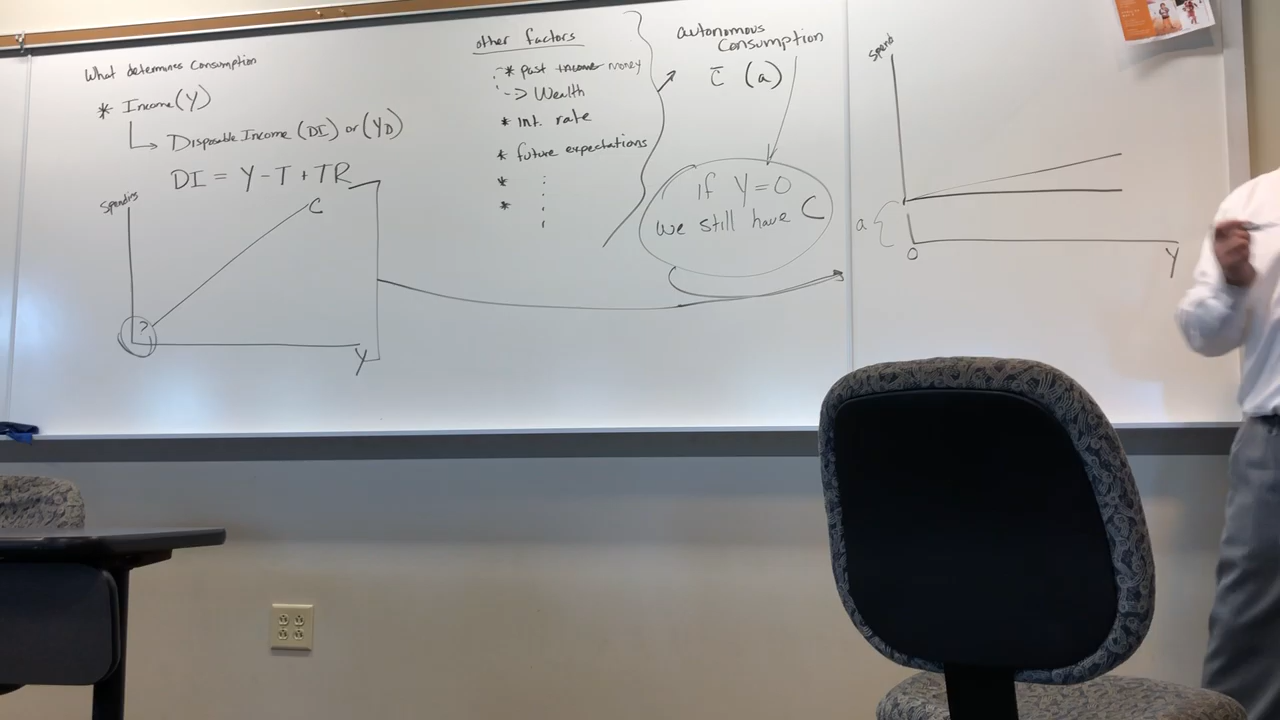 What determines Consumption
* Income (Y)
Disposable Income (DI) or (YD)
DI = Y - T + TR
Spending
C
?
Y
other factors
* past income money
-> Wealth
* Int. rate
* future expectations
*
*
autonomous
Consumption
C̄ (a)
if Y=0
we still have C
Spend
a {
0
Y